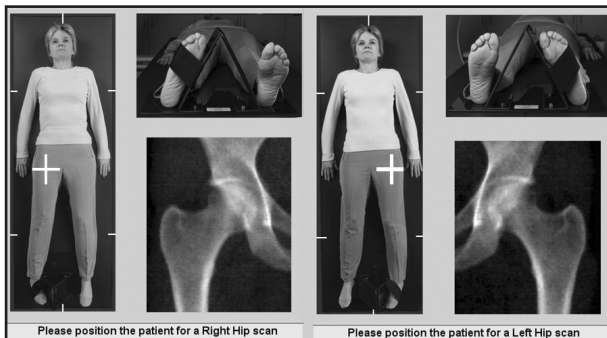 Please position the patient for a Right Hip scan
Please position the patient for a Left Hip scan